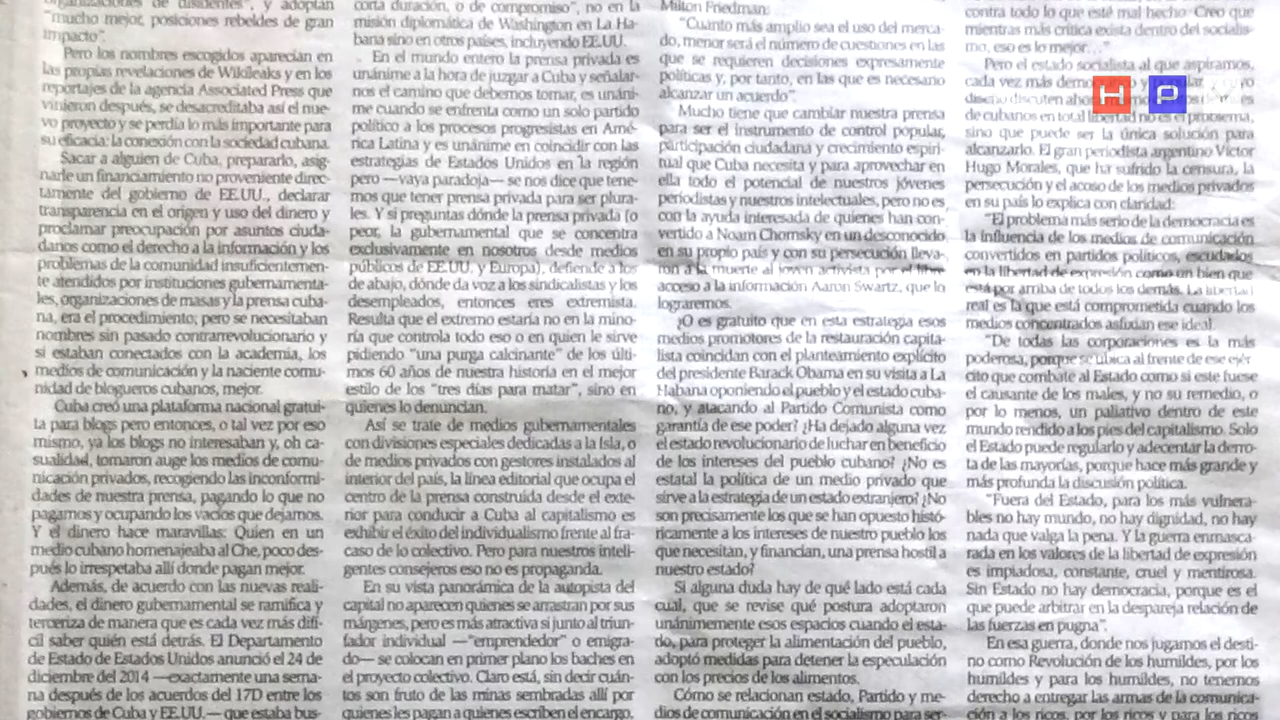 organizaciones de disidentes", y adoptan
"mucho mejor, posiciones rebeldes de gran
impacto".
Pero los nombres escogidos aparecían en
las propias revelaciones de Wikileaks y en los
reportajes de la agencia Associated Press que
vinieron después, se desacreditaba así el nue-
vo proyecto y se perdía lo más importante para
su eficacia: la conexión con la sociedad cubana.
Sacar a alguien de Cuba, prepararlo, asig-
narle un financiamiento no proveniente direc-
tamente del gobierno de EE.UU., declarar
transparencia en el origen y uso del dinero y
proclamar preocupación por asuntos ciuda-
danos como el derecho a la información y los
problemas de la comunidad insuficientemen-
te atendidos por instituciones gubernamenta-
les, organizaciones de masas y la prensa cuba-
na, era el procedimiento; pero se necesitaban
nombres sin pasado contrarrevolucionario y
si estaban conectados con la academia, los
medios de comunicación y la naciente comu-
nidad de blogueros cubanos, mejor.
Cuba creó una plataforma nacional gratui-
ta para blogs pero entonces, o tal vez por eso
mismo, ya los blogs no interesaban y, oh ca-
sualidad, tomaron auge los medios de comu-
nicación privados, recogiendo las inconformi-
dades de nuestra prensa, pagando lo que no
pagamos y ocupando los vacíos que dejamos.
Y el dinero hace maravillas: Quien en un
medio cubano homenajeaba al Che, poco des-
pués lo irrespetaba allí donde pagan mejor.
Además, de acuerdo con las nuevas reali-
dades, el dinero gubernamental se ramifica y
terceriza de manera que es cada vez más difí-
cil saber quién está detrás. El Departamento
de Estado de Estados Unidos anunció el 24 de
diciembre del 2014 —exactamente una sema-
na después de los acuerdos del 17D entre los
gobiernos de Cuba y EE.UU.— que estaba bus-
corta duración, o de compromiso", no en la
misión diplomática de Washington en La Ha-
bana sino en otros países, incluyendo EE.UU.
En el mundo entero la prensa privada es
unánime a la hora de juzgar a Cuba y señalar-
nos el camino que debemos tomar, es unáni-
me cuando se enfrenta como un solo partido
político a los procesos progresistas en Amé-
rica Latina y es unánime en coincidir con las
estrategias de Estados Unidos en la región
pero —vaya paradoja— se nos dice que tene-
mos que tener prensa privada para ser plura-
les. Y si preguntas dónde la prensa privada (o
peor, la gubernamental que se concentra
exclusivamente en nosotros desde medios
públicos de EE.UU. y Europa), defiende a los
de abajo, dónde da voz a los sindicalistas y los
desempleados, entonces eres extremista.
Resulta que el extremo estaría no en la mino-
ría que controla todo eso o en quien le sirve
pidiendo "una purga calcinante" de los últi-
mos 60 años de nuestra historia en el mejor
estilo de los "tres días para matar", sino en
quienes lo denuncian.
Así se trate de medios gubernamentales
con divisiones especiales dedicadas a la Isla, o
de medios privados con gestores instalados al
interior del país, la línea editorial que ocupa el
centro de la prensa construida desde el exte-
rior para conducir a Cuba al capitalismo es
exhibir el éxito del individualismo frente al fra-
caso de lo colectivo. Pero para nuestros inteli-
gentes consejeros eso no es propaganda.
En su vista panorámica de la autopista del
capital no aparecen quienes se arrastran por sus
márgenes, pero es más atractiva si junto al triun-
fador individual —"emprendedor" o emigra-
do— se colocan en primer plano los baches en
el proyecto colectivo. Claro está, sin decir cuán-
tos son fruto de las minas sembradas allí por
quienes les pagan a quienes escriben el encargo.
Milton Friedman:
"Cuanto más amplio sea el uso del merca-
do, menor será el número de cuestiones en las
que se requieren decisiones expresamente
políticas y, por tanto, en las que es necesario
alcanzar un acuerdo".
Mucho tiene que cambiar nuestra prensa
para ser el instrumento de control popular,
participación ciudadana y crecimiento espiri-
tual que Cuba necesita y para aprovechar en
ella todo el potencial de nuestros jóvenes
periodistas y nuestros intelectuales, pero no es
con la ayuda interesada de quienes han con-
vertido a Noam Chomsky en un desconocido
en su propio país y con su persecución lleva-
ron a la muerte al joven activista por el libre
acceso a la información Aaron Swartz, que lo
lograremos.
¿O es gratuito que en esta estrategia esos
medios promotores de la restauración capita-
lista coincidan con el planteamiento explícito
del presidente Barack Obama en su visita a La
Habana oponiendo el pueblo y el estado cuba-
no, y atacando al Partido Comunista como
garantía de ese poder? ¿Ha dejado alguna vez
el estado revolucionario de luchar en beneficio
de los intereses del pueblo cubano? ¿No es
estatal la política de un medio privado que
sirve a la estrategia de un estado extranjero? ¿No
son precisamente los que se han opuesto histó-
ricamente a los intereses de nuestro pueblo los
que necesitan, y financian, una prensa hostil a
nuestro estado?
Si alguna duda hay de qué lado está cada
cual, que se revise qué postura adoptaron
unánimemente esos espacios cuando el esta-
do, para proteger la alimentación del pueblo,
adoptó medidas para detener la especulación
con los precios de los alimentos.
Cómo se relacionan estado, Partido y me-
dios de comunicación en el socialismo para ser-
contra todo lo que esté mal hecho. Creo que
mientras más crítica exista dentro del socialis-
mo, eso es lo mejor…"
Pero el estado socialista al que aspiramos,
cada vez más
discuten
de cubanos en total libertad no es el problema,
sino que puede ser la única solución para
alcanzarlo. El gran periodista argentino Víctor
Hugo Morales, que ha sufrido la censura, la
persecución y el acoso de los medios privados
en su país lo explica con claridad:
"El problema más serio de la democracia es
la influencia de los medios de comunicación
convertidos en partidos políticos, escudados
en la libertad de expresión como un bien que
está por arriba de todos los demás. La libertad
real es la que está comprometida cuando los
medios concentrados asfixian ese ideal.
"De todas las corporaciones es la más
poderosa, porque se ubica al frente de ese ejér-
cito que combate al Estado como si este fuese
el causante de los males, y no su remedio, o
por lo menos, un paliativo dentro de este
mundo rendido a los pies del capitalismo. Solo
el Estado puede regularlo y adecentar la derro-
ta de las mayorías, porque hace más grande y
más profunda la discusión política.
"Fuera del Estado, para los más vulnera-
bles no hay mundo, no hay dignidad, no hay
nada que valga la pena. Y la guerra enmasca-
rada en los valores de la libertad de expresión
es impiadosa, constante, cruel y mentirosa.
Sin Estado no hay democracia, porque es el
que puede arbitrar en la despareja relación de
las fuerzas en pugna".
En esa guerra, donde nos jugamos el desti-
no como Revolución de los humildes, por los
humildes y para los humildes, no tenemos
derecho a entregar las armas de la comunica-
ción a los ricos, por los ricos y para los ricos
H P